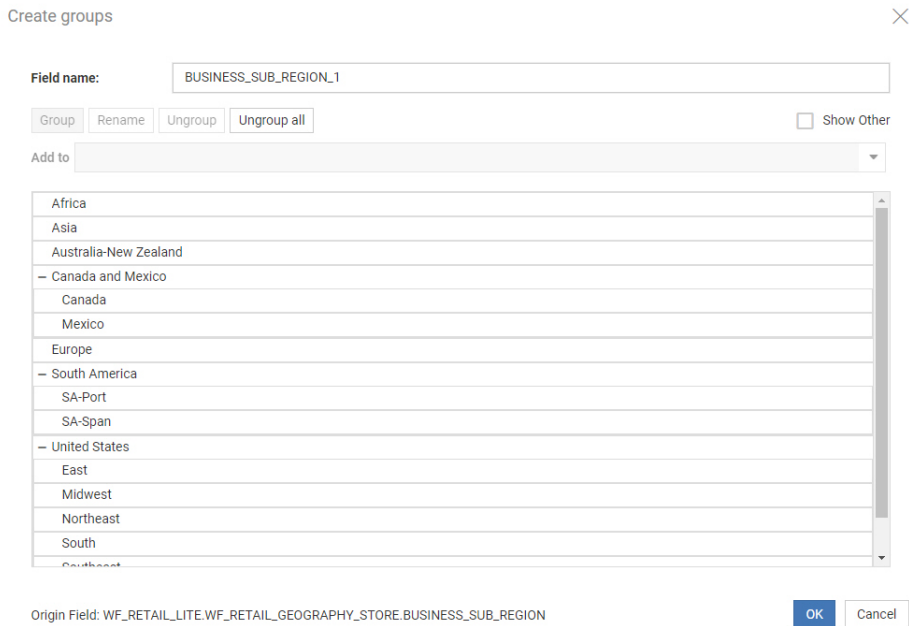 Create groups
Field name: BUSINESS_SUB_REGION_1
Group Rename Ungroup Ungroup all Show Other
Add to
Africa
Asia
Australia-New Zealand
Canada and Mexico
Canada
Mexico
Europe
South America
SA-Port
SA-Span
United States
East
Midwest
Northeast
South
Southeast
Origin Field: WF_RETAIL_LITE.WF_RETAIL_GEOGRAPHY_STORE.BUSINESS_SUB_REGION
OK Cancel